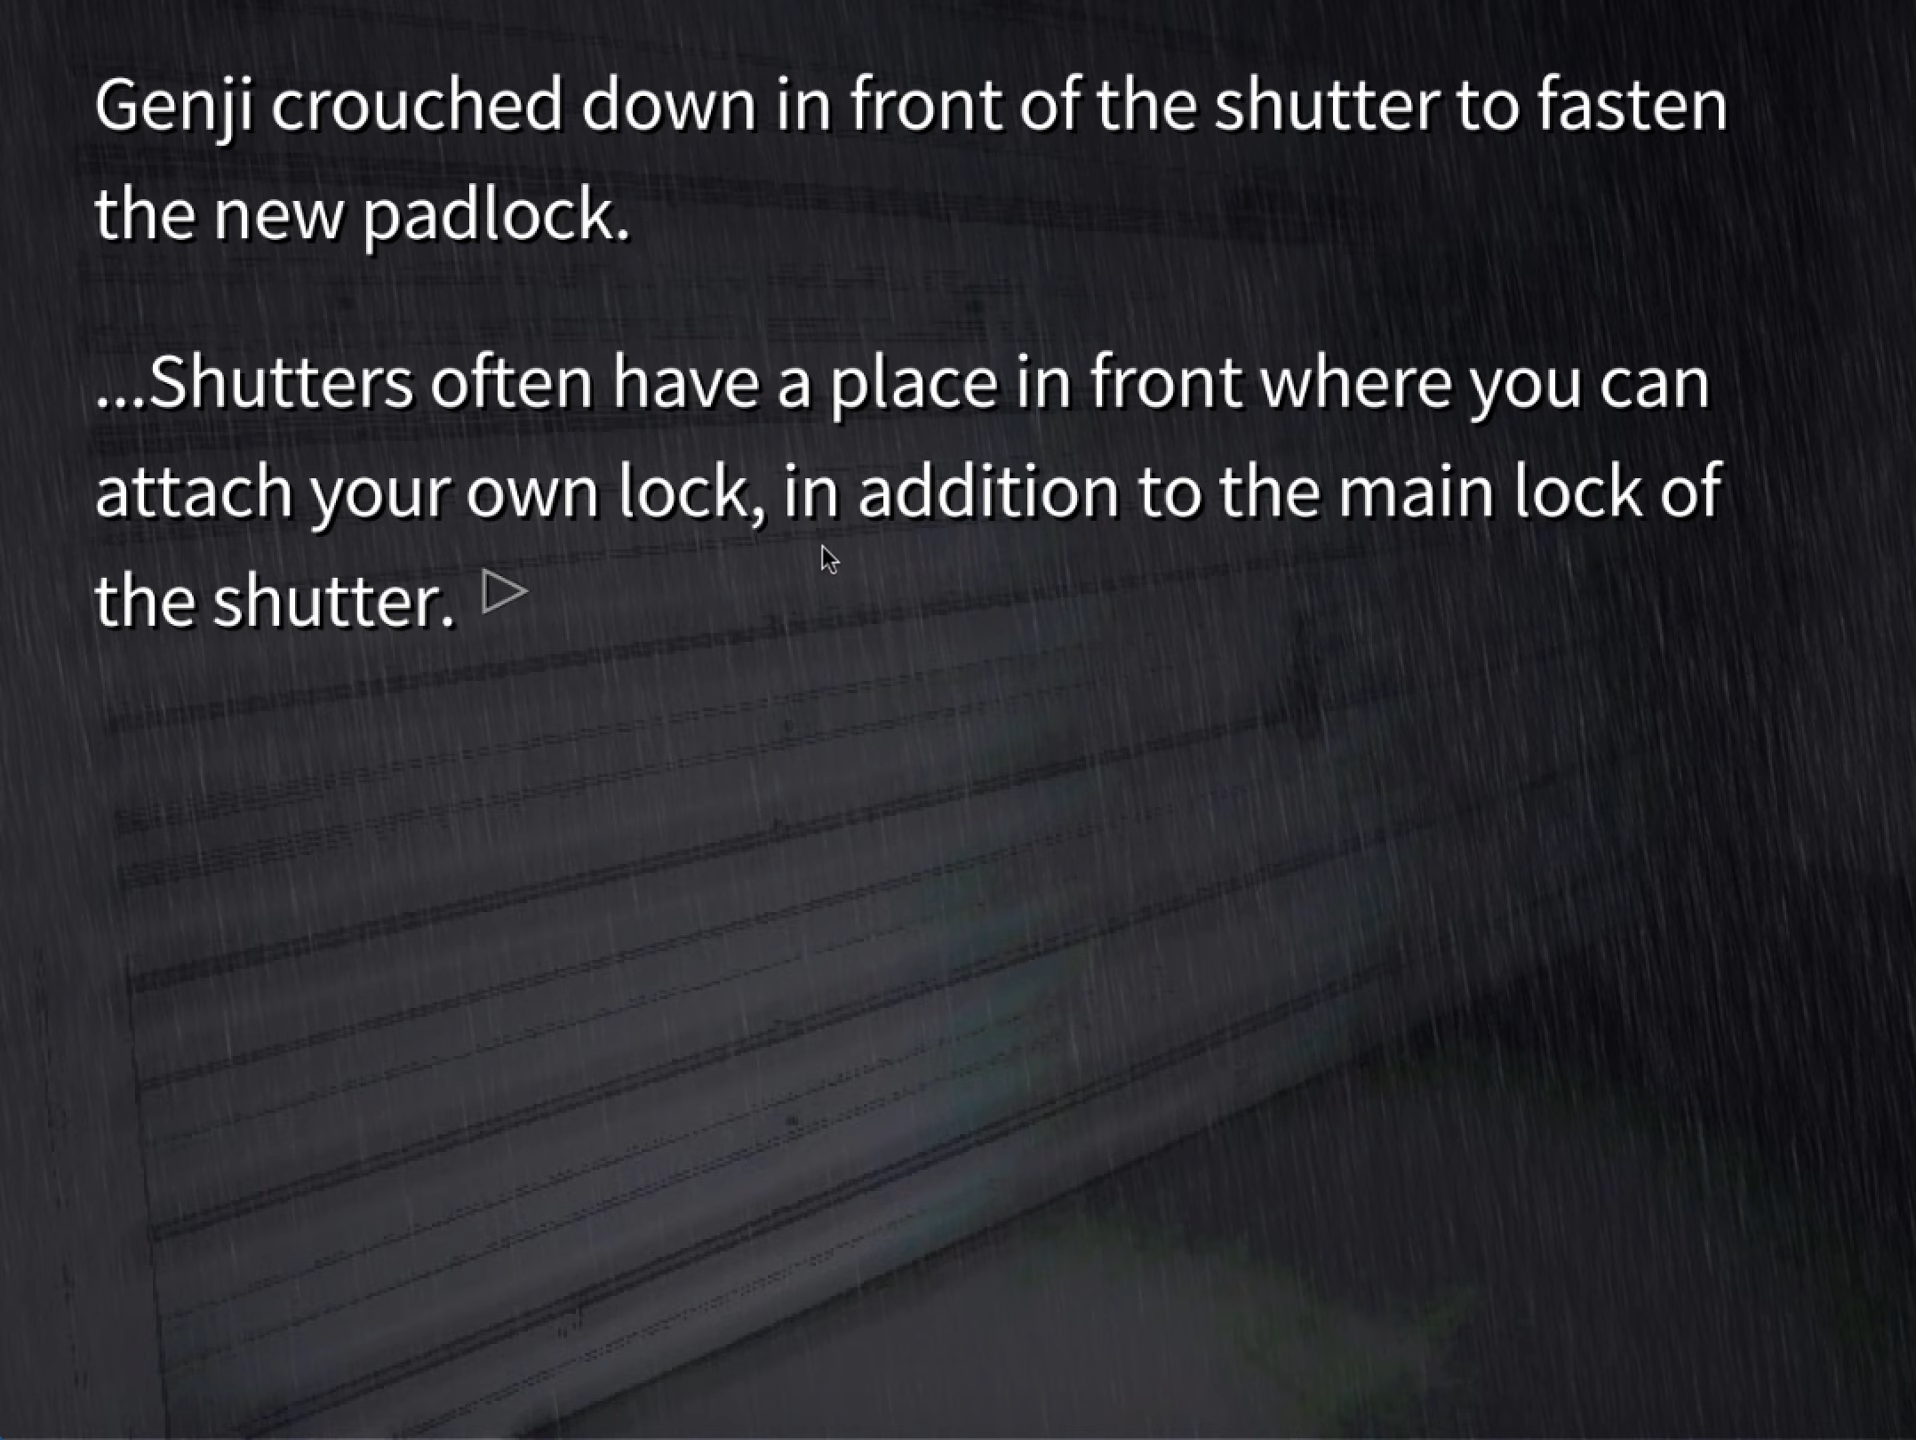 Genji crouched down in front of the shutter to fasten
the new padlock.
...Shutters often have a place in front where you can
attach your own lock, in addition to the main lock of
the shutter.